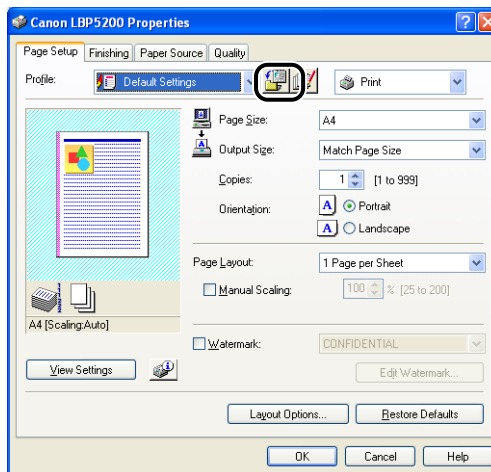 Canon LBP5200 Properties
Page Setup Finishing Paper Source Quality
Profile: Default Settings Print
Page Size: A4
Output Size: Match Page Size
Copies: 1 [1 to 999]
Orientation: A Portrait
A Landscape
Page Layout: 1 Page per Sheet
Manual Scaling: 100 % [25 to 200]
A4 [Scaling:Auto]
Watermark: CONFIDENTIAL
View Settings Edit Watermark...
Layout Options... Restore Defaults
OK Cancel Help